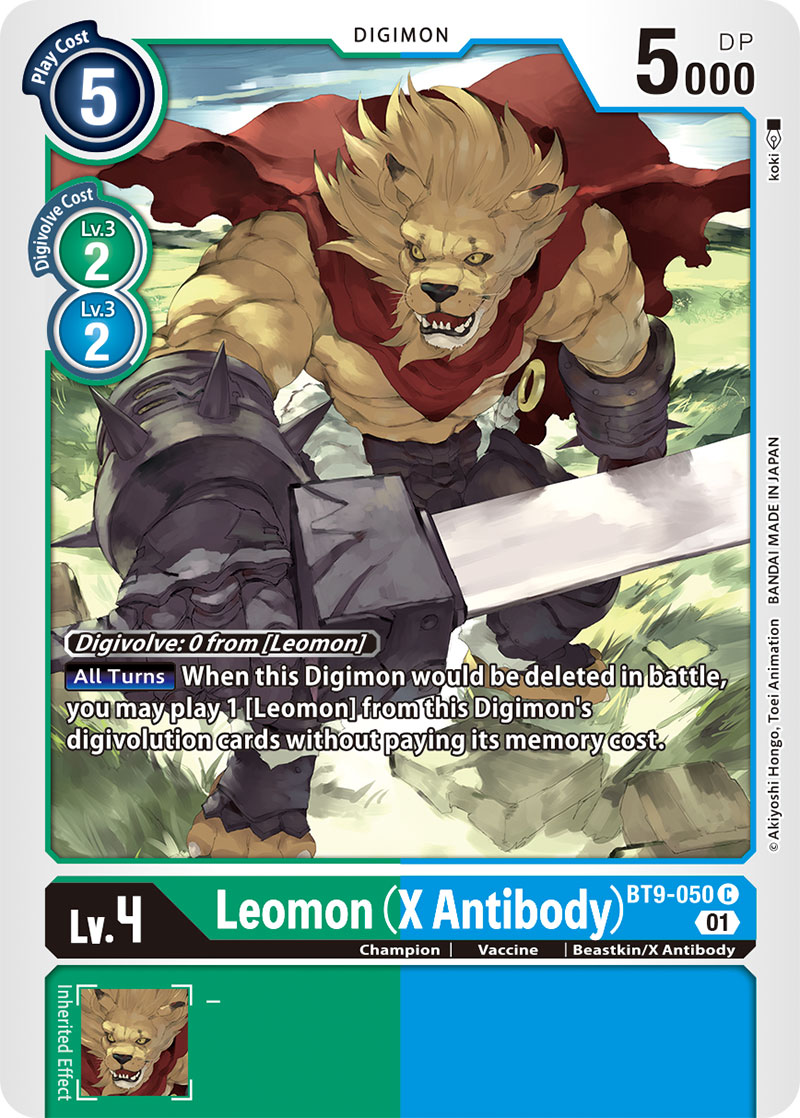 DIGIMON
Play Cost
5
5000
DP
Digivolve Cost
Lv.3
2
Lv.3
2
koki
Digivolve: 0 from [Leomon]
All Turns When this Digimon would be deleted in battle,
you may play 1 [Leomon] from this Digimon's
digivolution cards without paying its memory cost.
© Akiyoshi Hongo, Toei Animation BANDAI MADE IN JAPAN
Lv.4
Leomon (X Antibody)
BT9-050 C
01
Champion | Vaccine | Beastkin/X Antibody
Inherited Effect
–